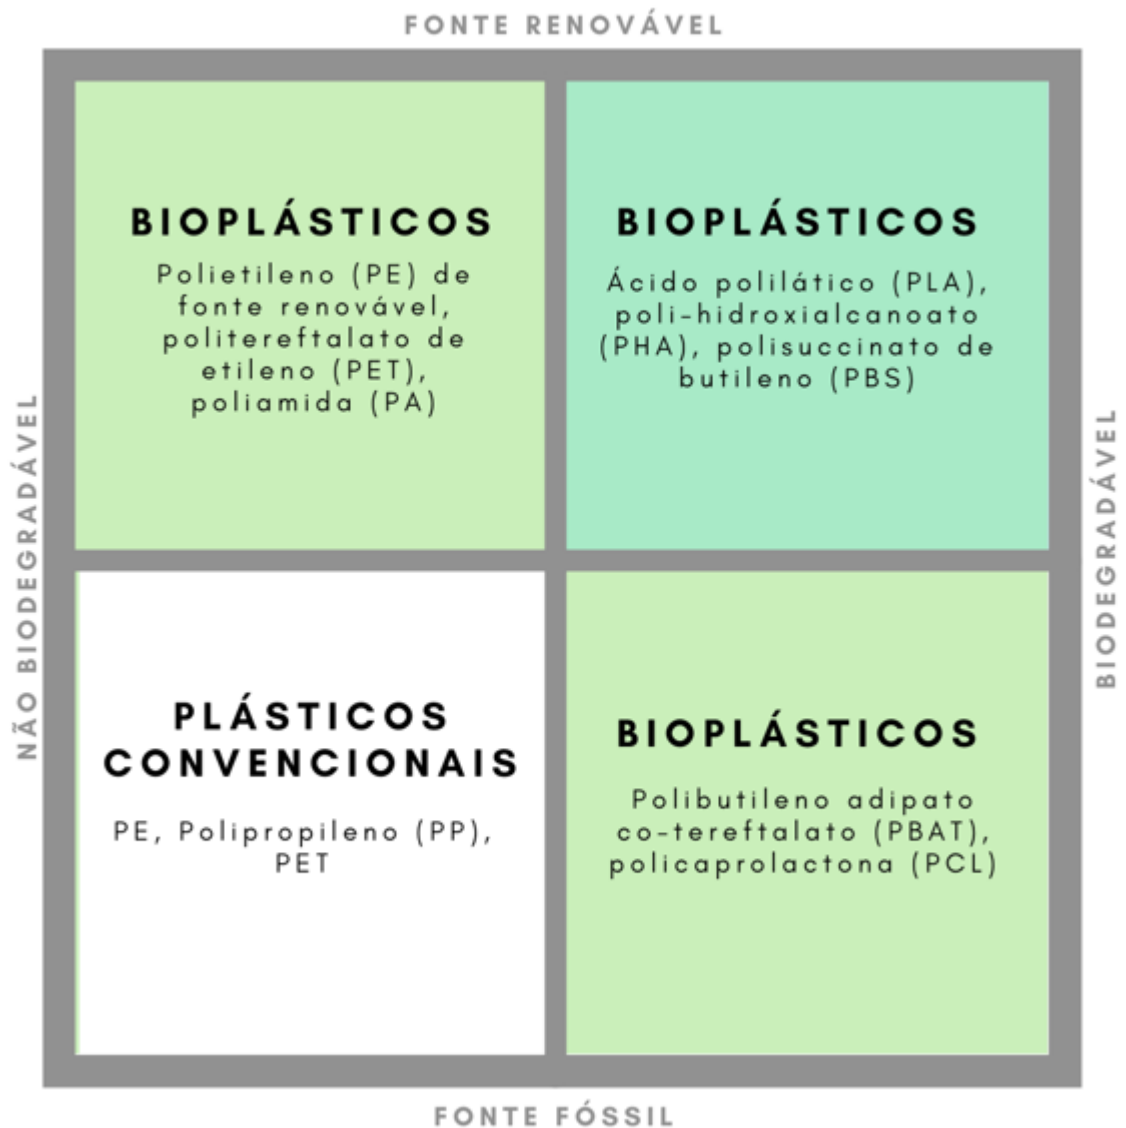 FONTE RENOVÁVEL
BIOPLÁSTICOS
Polietileno (PE) de
fonte renovável,
politereftalato de
etileno (PET),
poliamida (PA)
BIOPLÁSTICOS
Ácido polilático (PLA),
poli-hidroxialcanoato
(PHA), polisuccinato de
butileno (PBS)
NÃO BIODEGRADÁVEL
BIODEGRADÁVEL
PLÁSTICOS
CONVENCIONAIS
PE, Polipropileno (PP),
PET
BIOPLÁSTICOS
Polibutileno adipato
co-tereftalato (PBAT),
policaprolactona (PCL)
FONTE FÓSSIL